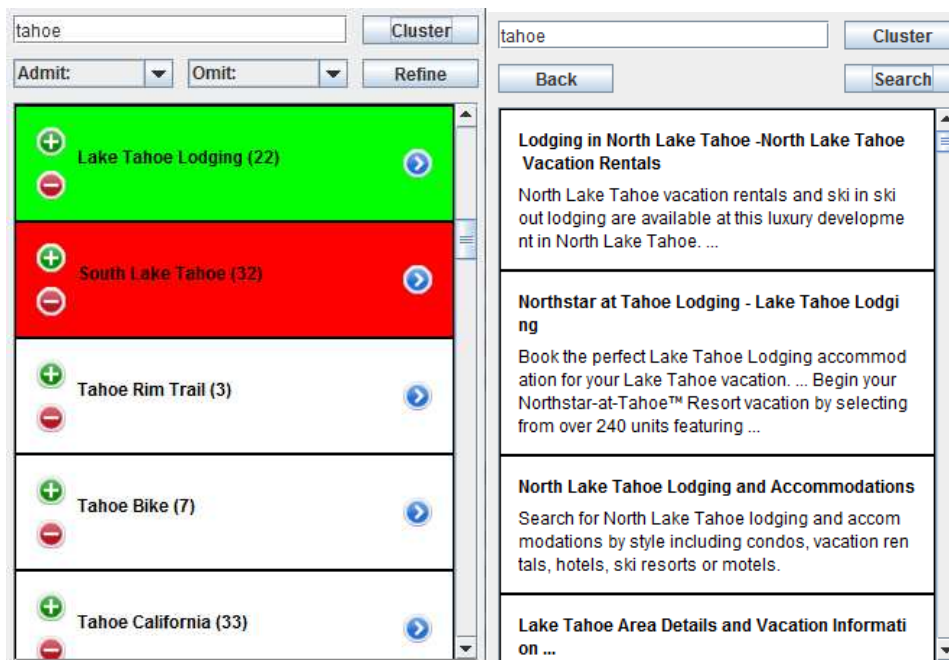 tahoe
Cluster
Admit:
Omit:
Refine
Lake Tahoe Lodging (22)
South Lake Tahoe (32)
Tahoe Rim Trail (3)
Tahoe Bike (7)
Tahoe California (33)
tahoe
Cluster
Back
Search
Lodging in North Lake Tahoe -North Lake Tahoe
Vacation Rentals
North Lake Tahoe vacation rentals and ski in ski
out lodging are available at this luxury developme
nt in North Lake Tahoe. ...
Northstar at Tahoe Lodging - Lake Tahoe Lodgi
ng
Book the perfect Lake Tahoe Lodging accommod
ation for your Lake Tahoe vacation. ... Begin your
Northstar-at-Tahoe™ Resort vacation by selecting
from over 240 units featuring ...
North Lake Tahoe Lodging and Accommodations
Search for North Lake Tahoe lodging and accom
modations by style including condos, vacation ren
tals, hotels, ski resorts or motels.
Lake Tahoe Area Details and Vacation Informati
on ...